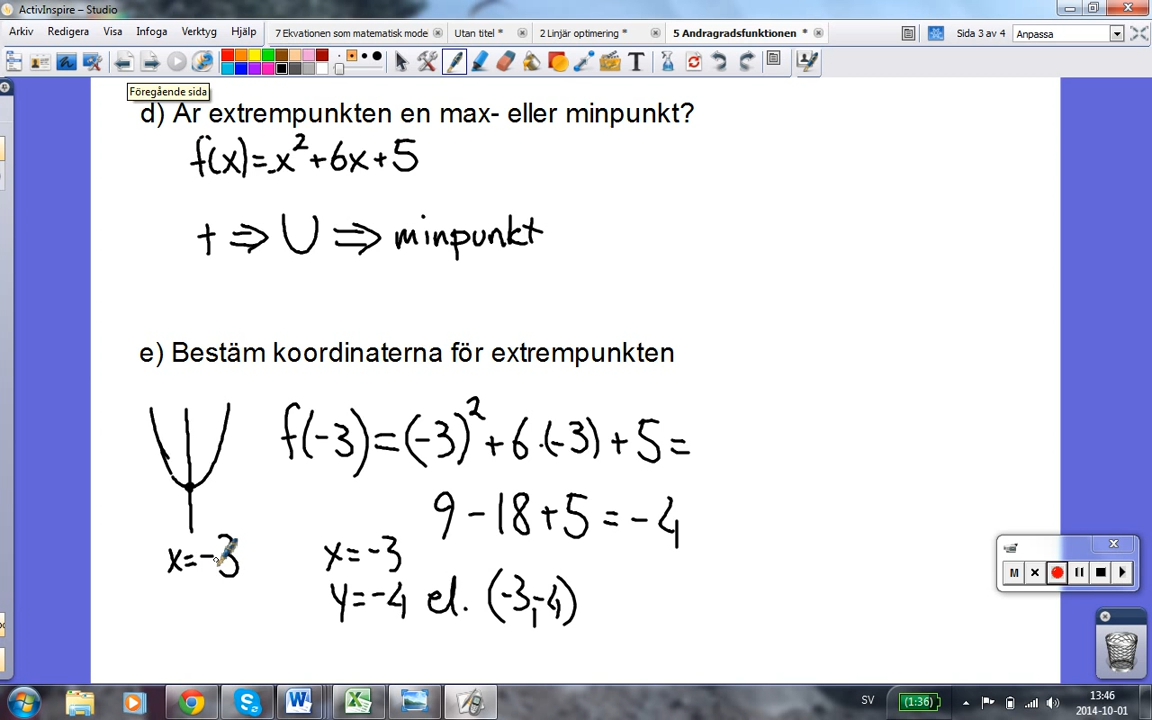 ActivInspire – Studio
Arkiv Redigera Visa Infoga Verktyg Hjälp
7 Ekvationen som matematisk mode
Utan titel *
2 Linjär optimering *
5 Andragradsfunktionen *
Sida 3 av 4
Anpassa
Föregående sida
d) Är extrempunkten en max- eller minpunkt?
f(x)=x²+6x+5
+ ⇒ ∪ ⇒ minpunkt
e) Bestäm koordinaterna för extrempunkten
f(-3)=(-3)²+6·(-3)+5=
9-18+5=-4
x=-3
x=-3
y=-4 el. (-3,-4)
M
SV
(1:36)
13:46
2014-10-01